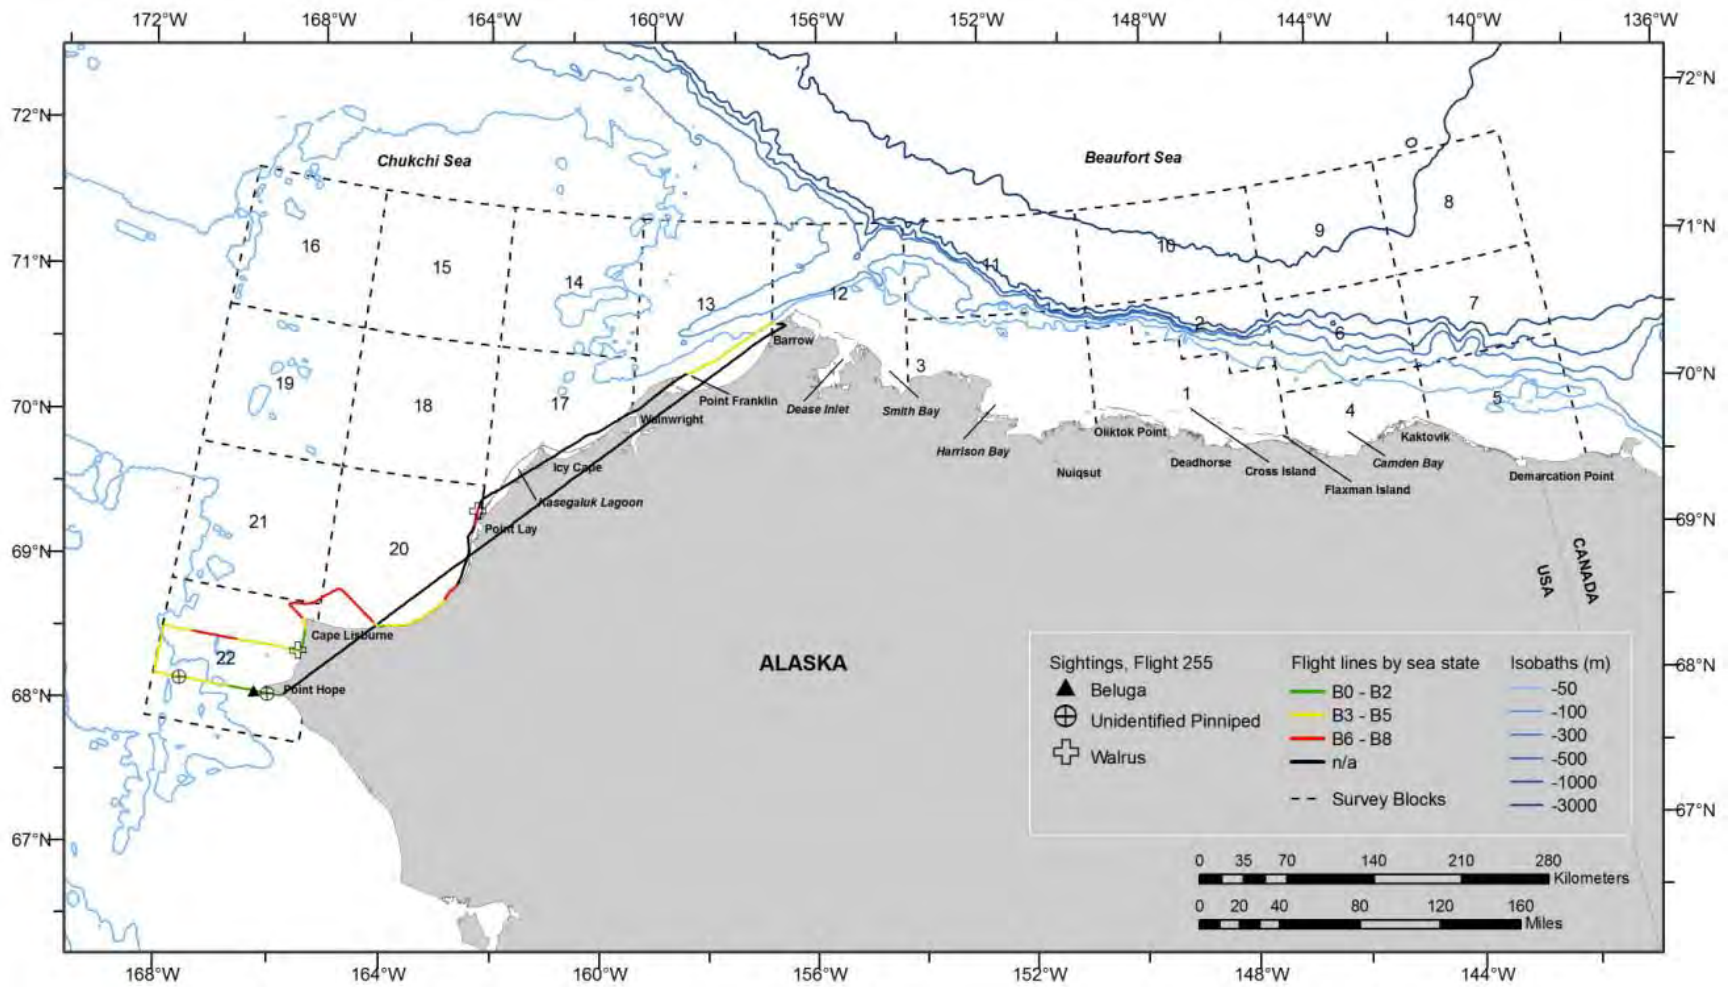 172°W 168°W 164°W 160°W 156°W 152°W 148°W 144°W 140°W 136°W
72°N 72°N
Chukchi Sea Beaufort Sea
8
9
71°N 71°N
16 10
15 11
14 12
13 7
2 6
Barrow
70°N 70°N
3
19 1 5
18 17 4
Point Franklin Dease Inlet Smith Bay
Wainwright
Oliktok Point Kaktovik
Harrison Bay
Icy Cape Nuiqsut Deadhorse Cross Island Camden Bay Demarcation Point
Flaxman Island
Kasegaluk Lagoon
69°N 69°N
21 Point Lay
20
USA CANADA
Cape Lisburne
22
68°N 68°N
Point Hope
ALASKA
Sightings, Flight 255
Beluga
Unidentified Pinniped
Walrus
Flight lines by sea state
B0 - B2
B3 - B5
B6 - B8
n/a
Survey Blocks
Isobaths (m)
-50
-100
-300
-500
-1000
-3000
67°N 67°N
0 35 70 140 210 280
Kilometers
0 20 40 80 120 160
Miles
168°W 164°W 160°W 156°W 152°W 148°W 144°W